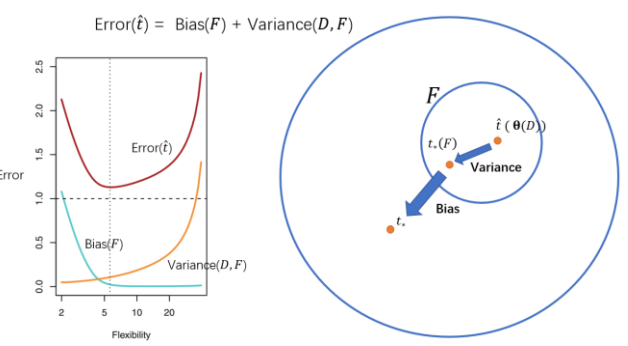 Error(t̂) = Bias(F) + Variance(D, F)
Error
2.5
2.0
1.5
1.0
0.5
0.0
Error(t̂)
Bias(F)
Variance(D, F)
2 5 10 20
Flexibility
F
t̂ ( θ(D))
t*(F)
Variance
Bias
t*